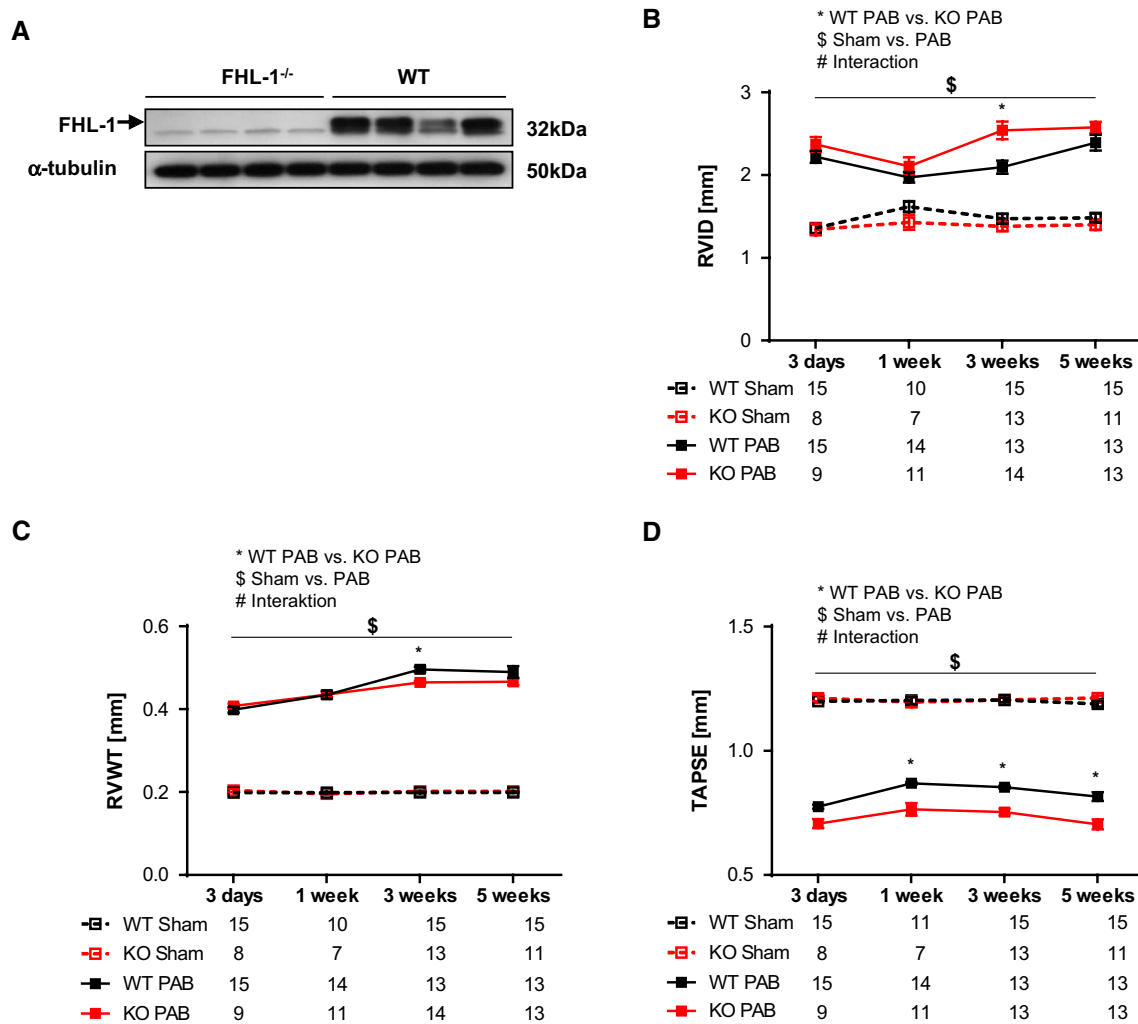 A
FHL-1-/- WT
FHL-1 32kDa
α-tubulin 50kDa
B
* WT PAB vs. KO PAB
$ Sham vs. PAB
# Interaction
$
*
3
2
1
0
RVID [mm]
3 days 1 week 3 weeks 5 weeks
WT Sham 15 10 15 15
KO Sham 8 7 13 11
WT PAB 15 14 13 13
KO PAB 9 11 14 13
C
* WT PAB vs. KO PAB
$ Sham vs. PAB
# Interaktion
$
*
0.6
0.4
0.2
0.0
RVWT [mm]
3 days 1 week 3 weeks 5 weeks
WT Sham 15 10 15 15
KO Sham 8 7 13 11
WT PAB 15 14 13 13
KO PAB 9 11 14 13
D
* WT PAB vs. KO PAB
$ Sham vs. PAB
# Interaction
$
* * *
1.5
1.0
0.5
TAPSE [mm]
3 days 1 week 3 weeks 5 weeks
WT Sham 15 11 15 15
KO Sham 8 7 13 11
WT PAB 15 14 13 13
KO PAB 9 11 13 13